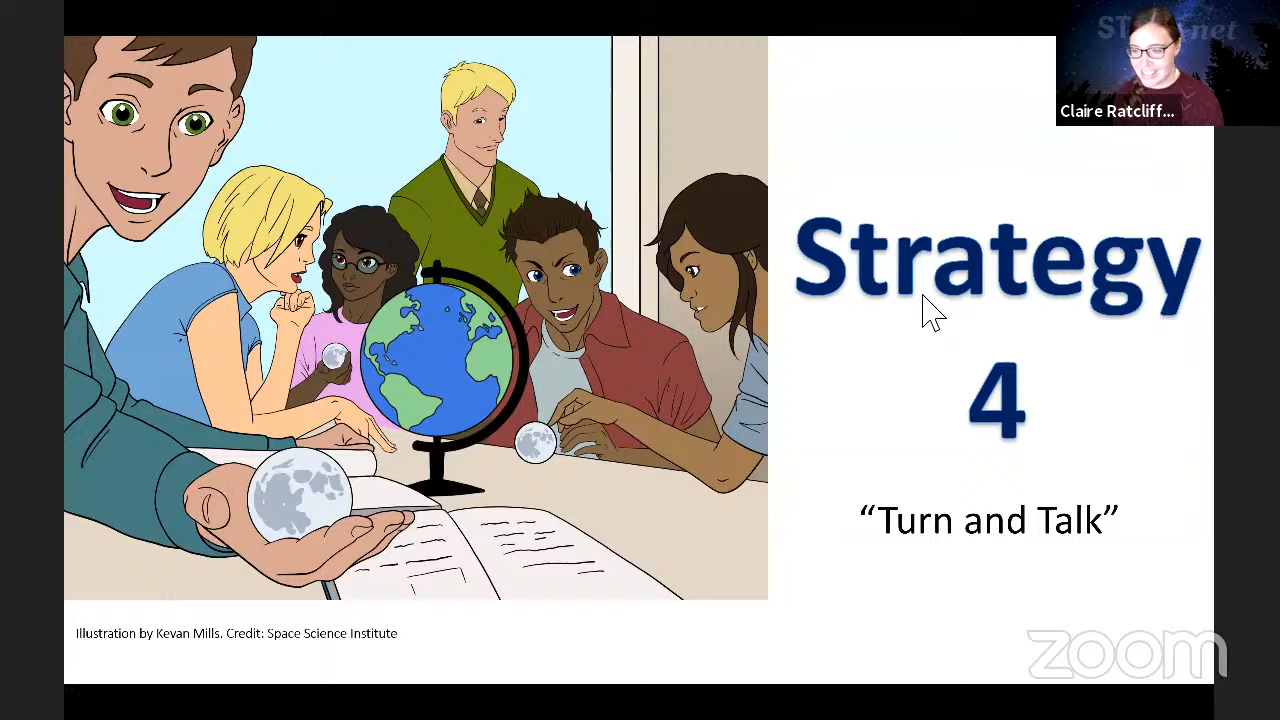 Claire Ratcliff...
Strategy
4
“Turn and Talk”
Illustration by Kevan Mills. Credit: Space Science Institute
zoom